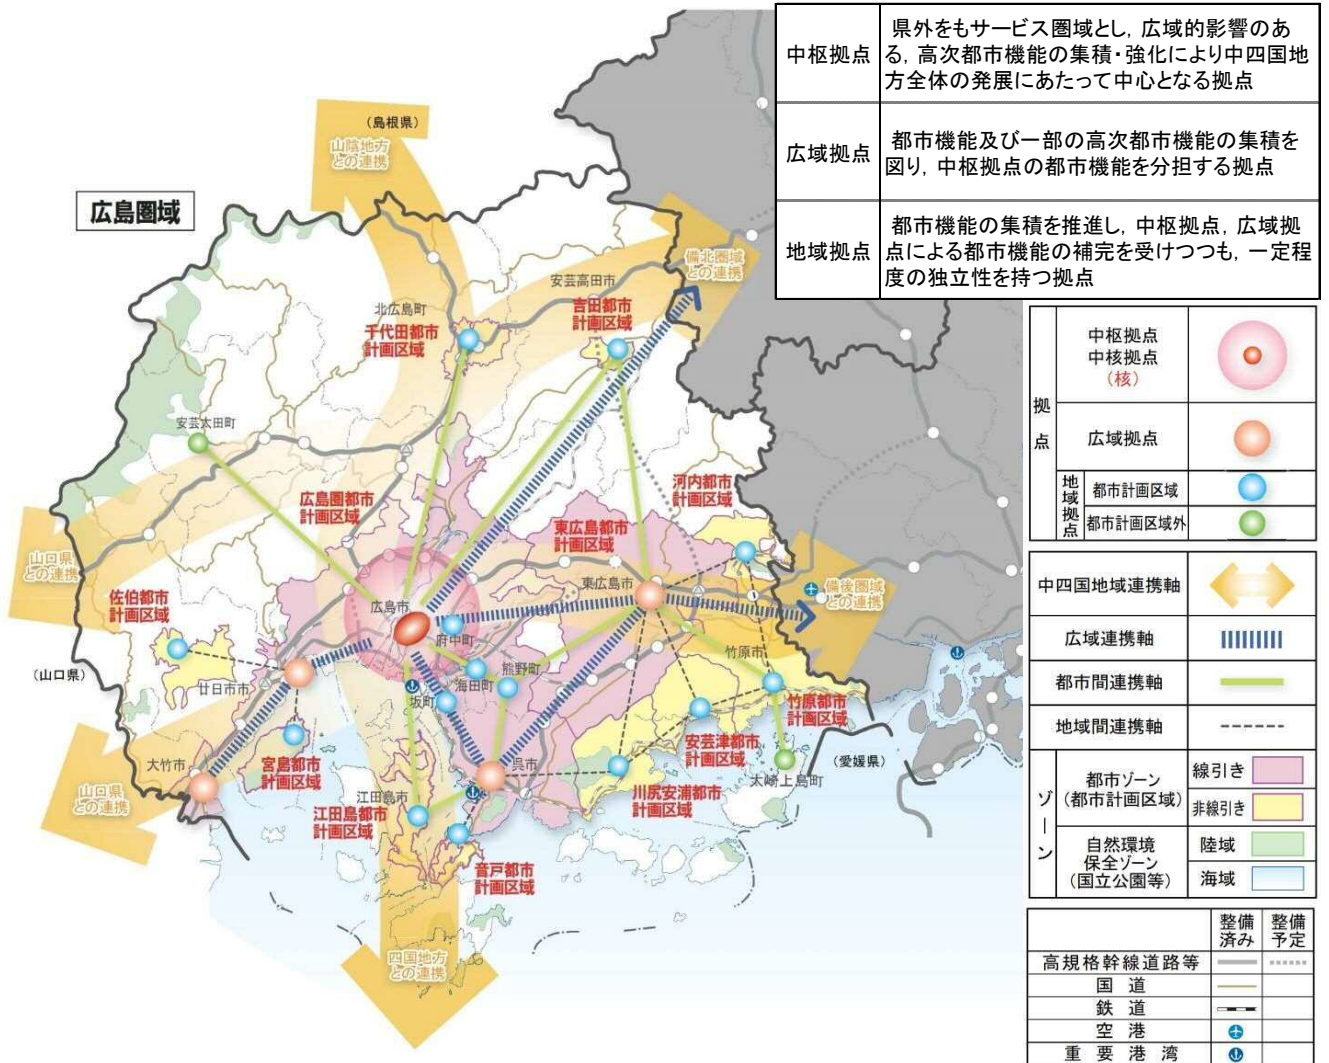 中枢拠点
県外をもサービス圏域とし，広域的影響のあ
る，高次都市機能の集積・強化により中四国地
方全体の発展にあたって中心となる拠点
広域拠点
都市機能及び一部の高次都市機能の集積を
図り，中枢拠点の都市機能を分担する拠点
地域拠点
都市機能の集積を推進し，中枢拠点，広域拠
点による都市機能の補完を受けつつも，一定程
度の独立性を持つ拠点
広島圏域
（島根県）
山陰地方
との連携
備北圏域
との連携
安芸高田市
北広島町
千代田都市
計画区域
吉田都市
計画区域
安芸太田町
広島圏都市
計画区域
河内都市
計画区域
東広島都市
計画区域
山口県
との連携
東広島市
備後圏域
との連携
佐伯都市
計画区域
広島市
府中町
（山口県）
廿日市市
海田町
熊野町
坂町
竹原市
竹原都市
計画区域
安芸津都市
計画区域
大竹市
宮島都市
計画区域
呉市
（愛媛県）
大崎上島町
山口県
との連携
江田島市
江田島都市
計画区域
川尻安浦都市
計画区域
音戸都市
計画区域
四国地方
との連携
拠点
中枢拠点
中核拠点
（核）
広域拠点
地域拠点
都市計画区域
都市計画区域外
中四国地域連携軸
広域連携軸
都市間連携軸
地域間連携軸
ゾーン
都市ゾーン
（都市計画区域）
線引き
非線引き
自然環境
保全ゾーン
（国立公園等）
陸域
海域
整備
済み
整備
予定
高規格幹線道路等
国道
鉄道
空港
重要港湾